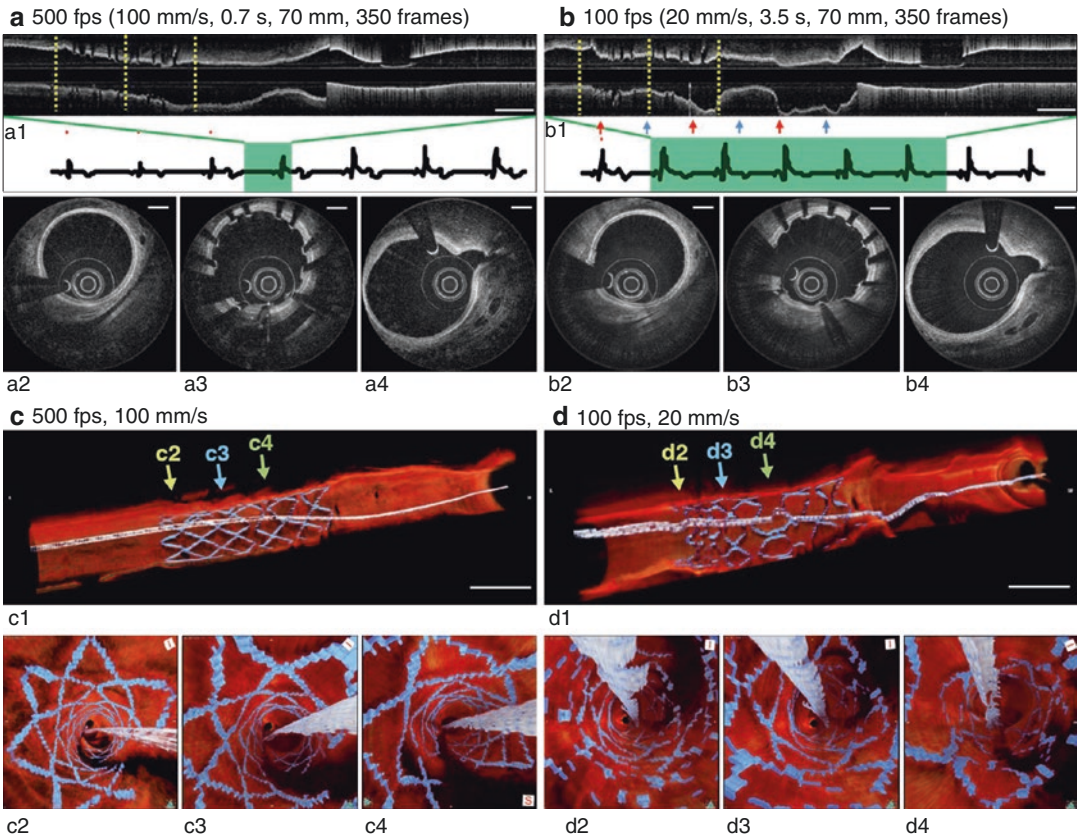 a 500 fps (100 mm/s, 0.7 s, 70 mm, 350 frames)
b 100 fps (20 mm/s, 3.5 s, 70 mm, 350 frames)
a1
b1
a2
a3
a4
b2
b3
b4
c 500 fps, 100 mm/s
d 100 fps, 20 mm/s
c2
c3
c4
d2
d3
d4
c1
d1
c2
c3
c4
d2
d3
d4